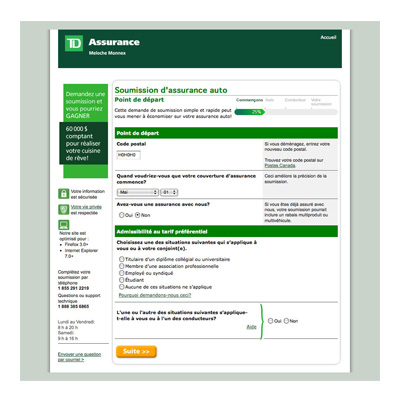 TD Assurance
Meloche Monnex
Accueil
Demandez une
soumission et
vous pourriez
GAGNER
60 000 $
comptant
pour réaliser
votre cuisine
de rêve!
Votre information
est sécurisée
Votre vie privée
est respectée
Notre site est
optimisé pour :
• Firefox 3.0+
• Internet Explorer
7.0+
Complétez votre
soumission par
téléphone
1 855 291 2219
Questions ou support
technique
1 888 305 6865
Lundi au Vendredi:
8 h à 20 h
Samedi:
9 h à 16 h
Envoyer une question
par courriel >
Soumission d'assurance auto
Point de départ
Cette demande de soumission simple et rapide peut
vous mener à économiser sur votre assurance auto!
Commençons Auto Conducteur Votre
soumission
25%
Point de départ
Code postal
H0H0H0
Si vous déménagez, entrez votre
nouveau code postal.
Trouvez votre code postal sur
Postes Canada.
Quand voudriez-vous que votre couverture d'assurance
commence?
Mai 01
Ceci améliore la précision de la
soumission.
Avez-vous une assurance avec nous?
Oui Non
Si vous êtes déjà assuré avec
nous, votre soumission pourrait
inclure un rabais multiproduit ou
multivéhicule.
Admissibilité au tarif préférentiel
Choisissez une des situations suivantes qui s'applique à
vous ou à votre conjoint(e).
Titulaire d'un diplôme collégial ou universitaire
Membre d'une association professionnelle
Employé ou syndiqué
Étudiant
Aucune de ces situations ne s'applique
Pourquoi demandons-nous ceci?
L'une ou l'autre des situations suivantes s'applique-
t-elle à vous ou à l'un des conducteurs?
Aide
Oui Non
Suite >>